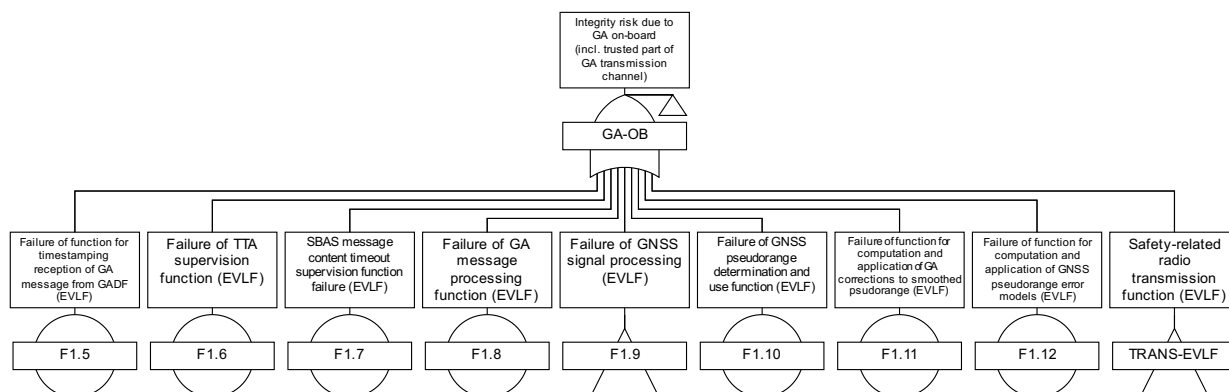 Integrity risk due to
GA on-board
(incl. trusted part of
GA transmission
channel)
GA-OB
Failure of function for
timestamping
reception of GA
message from GADF
(EVLF)
Failure of TTA
supervision
function (EVLF)
SBAS message
content timeout
supervision function
failure (EVLF)
Failure of GA
message
processing
function (EVLF)
Failure of GNSS
signal processing
(EVLF)
Failure of GNSS
pseudorange
determination and
use function (EVLF)
Failure of function for
computation and
application of GA
corrections to smoothed
psudorange (EVLF)
Failure of function for
computation and
application of GNSS
pseudorange error
models (EVLF)
Safety-related
radio
transmission
function (EVLF)
F1.5
F1.6
F1.7
F1.8
F1.9
F1.10
F1.11
F1.12
TRANS-EVLF